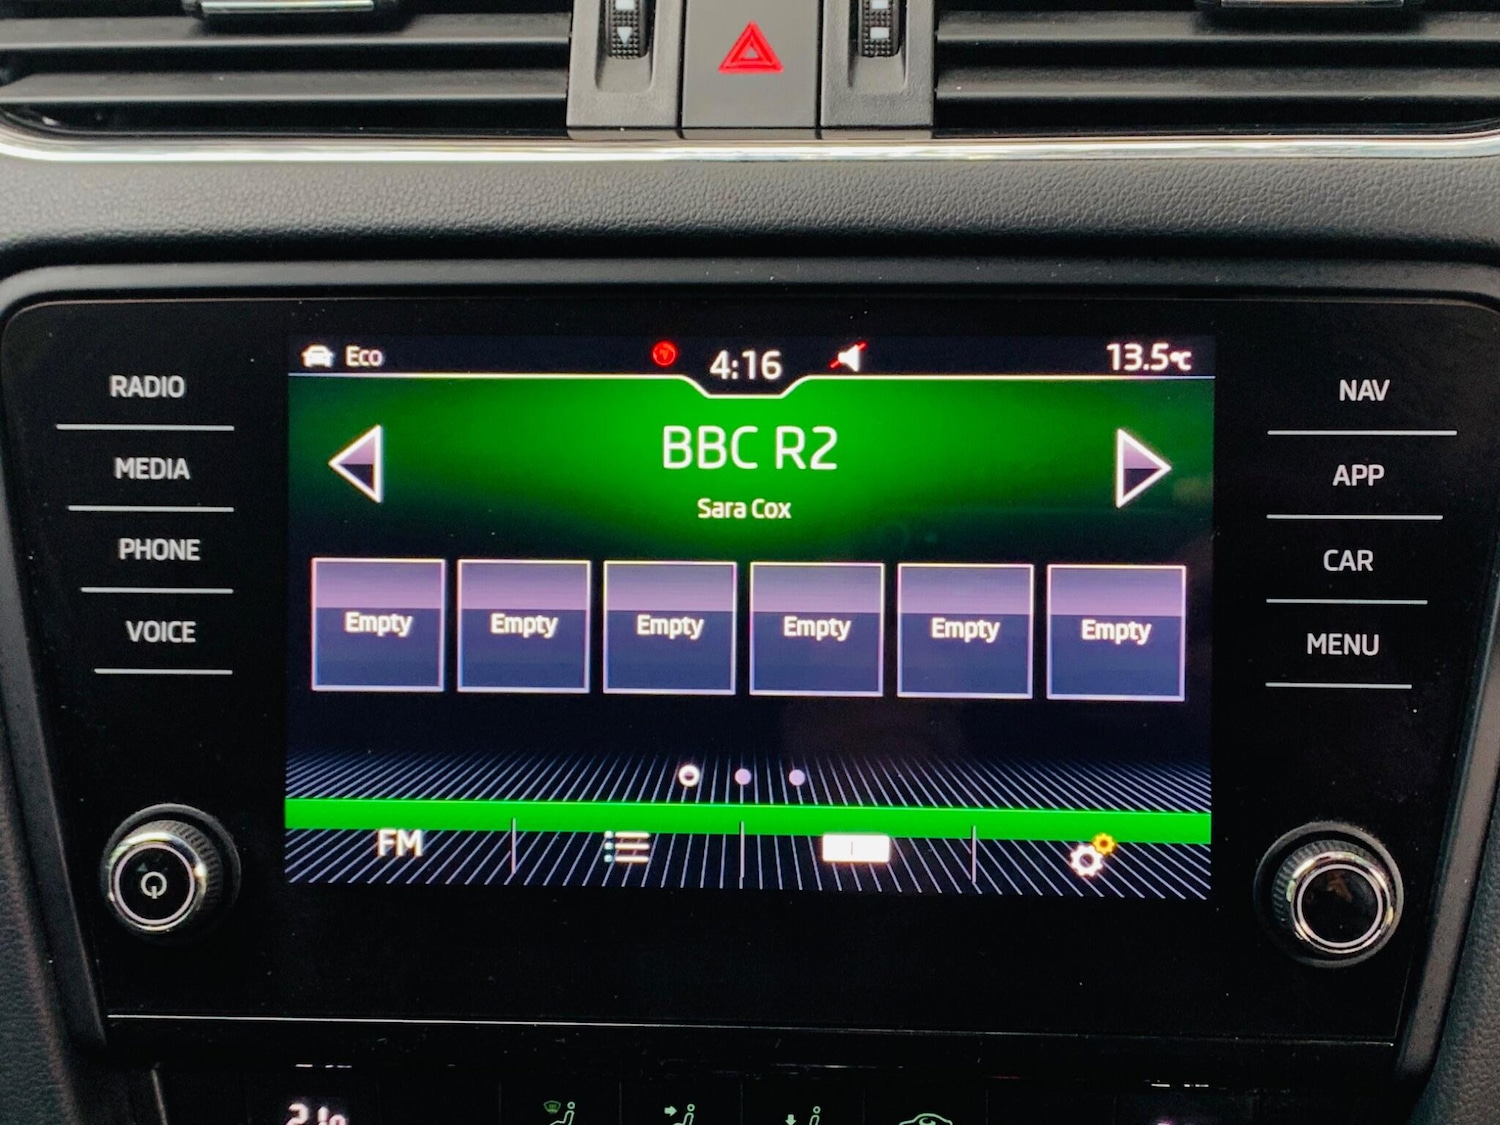 Eco 4:16 13.5°C
RADIO
MEDIA
PHONE
VOICE
BBC R2
Sara Cox
Empty Empty Empty Empty Empty Empty
FM
NAV
APP
CAR
MENU